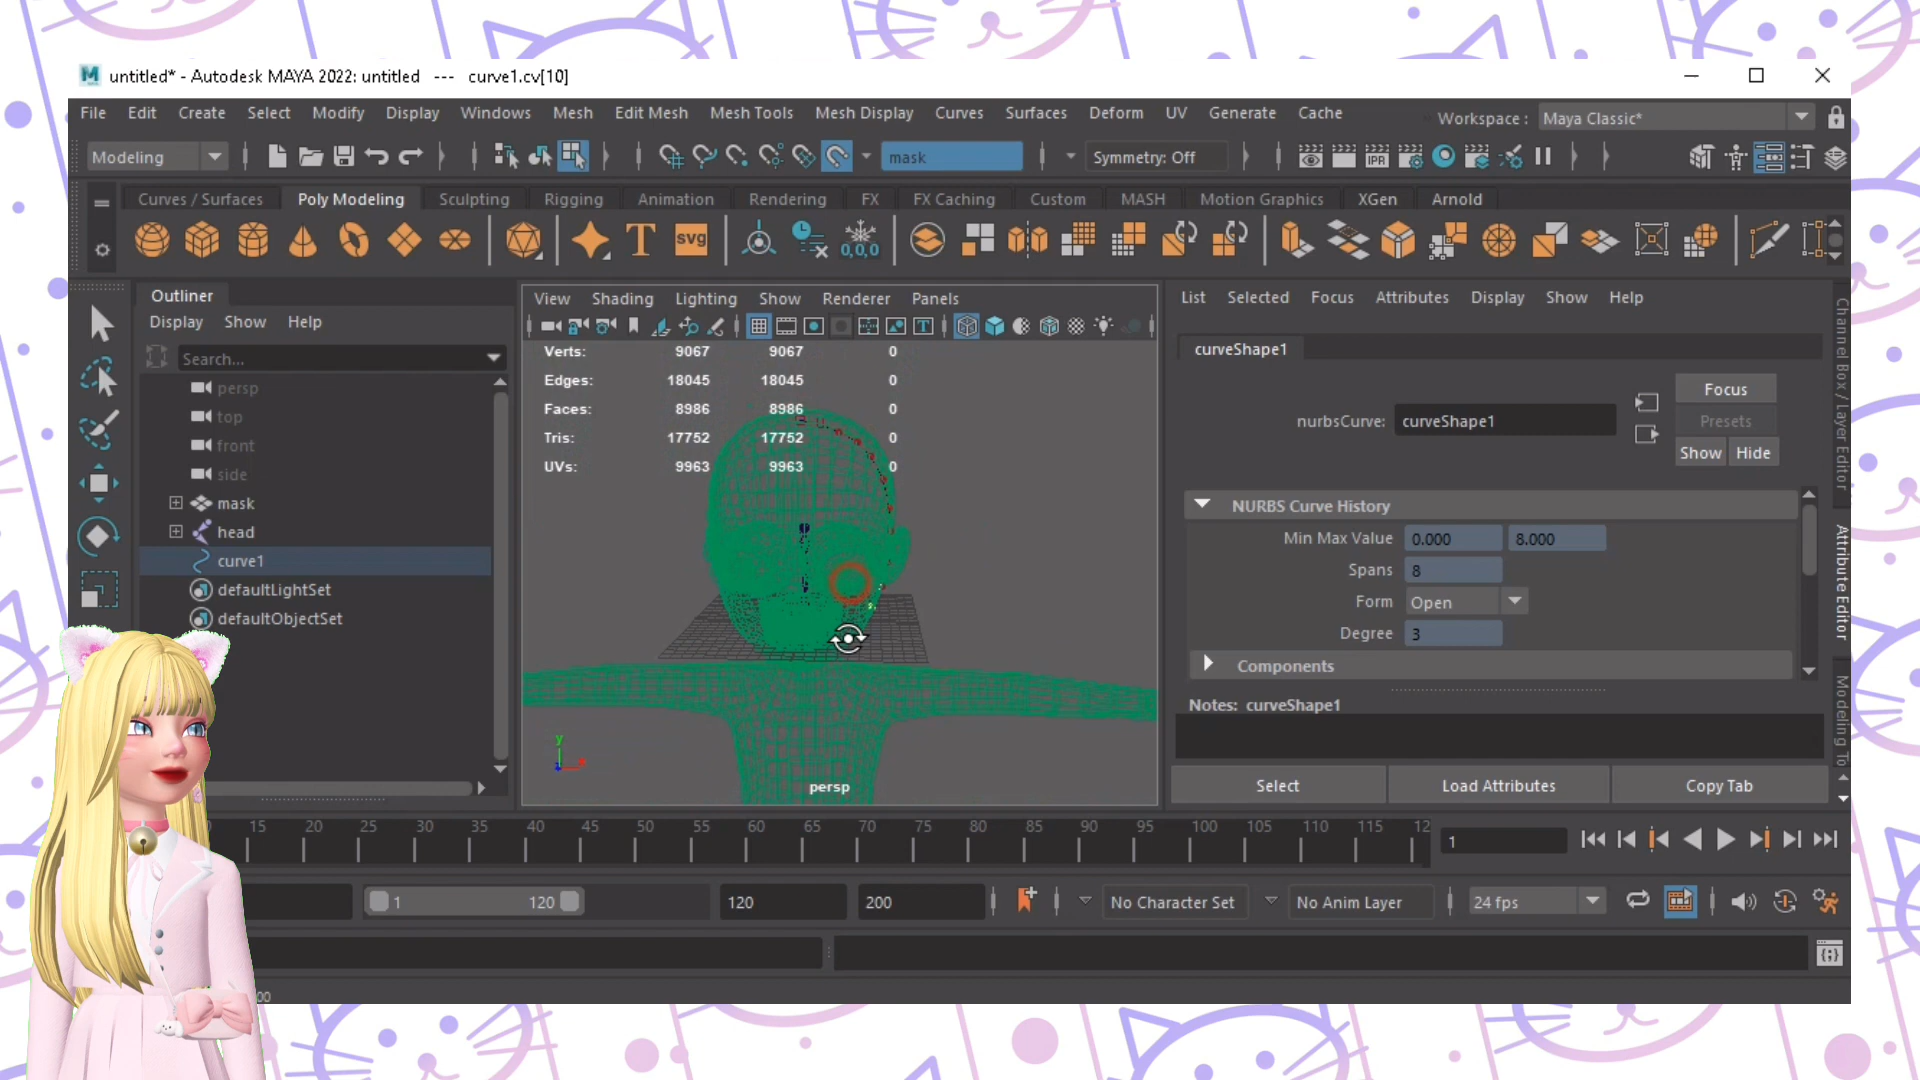 untitled* - Autodesk MAYA 2022: untitled   ---   curve1.cv[10]
File Edit Create Select Modify Display Windows Mesh Edit Mesh Mesh Tools Mesh Display Curves Surfaces Deform UV Generate Cache Workspace : Maya Classic*
Modeling mask Symmetry: Off IPR
Curves / Surfaces Poly Modeling Sculpting Rigging Animation Rendering FX FX Caching Custom MASH Motion Graphics XGen Arnold
T svg 0,0,0
Outliner
Display Show Help
Search...
persp
top
front
side
mask
head
curve1
defaultLightSet
defaultObjectSet
View Shading Lighting Show Renderer Panels
Verts: 9067 9067 0
Edges: 18045 18045 0
Faces: 8986 8986 0
Tris: 17752 17752 0
UVs: 9963 9963 0
y
persp
List Selected Focus Attributes Display Show Help
curveShape1
nurbsCurve: curveShape1
Focus
Presets
Show Hide
NURBS Curve History
Min Max Value 0.000 8.000
Spans 8
Form Open
Degree 3
Components
Notes: curveShape1
Select Load Attributes Copy Tab
Channel Box / Layer Editor
Attribute Editor
Modeling To
15 20 25 30 35 40 45 50 55 60 65 70 75 80 85 90 95 100 105 110 115 12
1
1 120 120 200 No Character Set No Anim Layer 24 fps
00